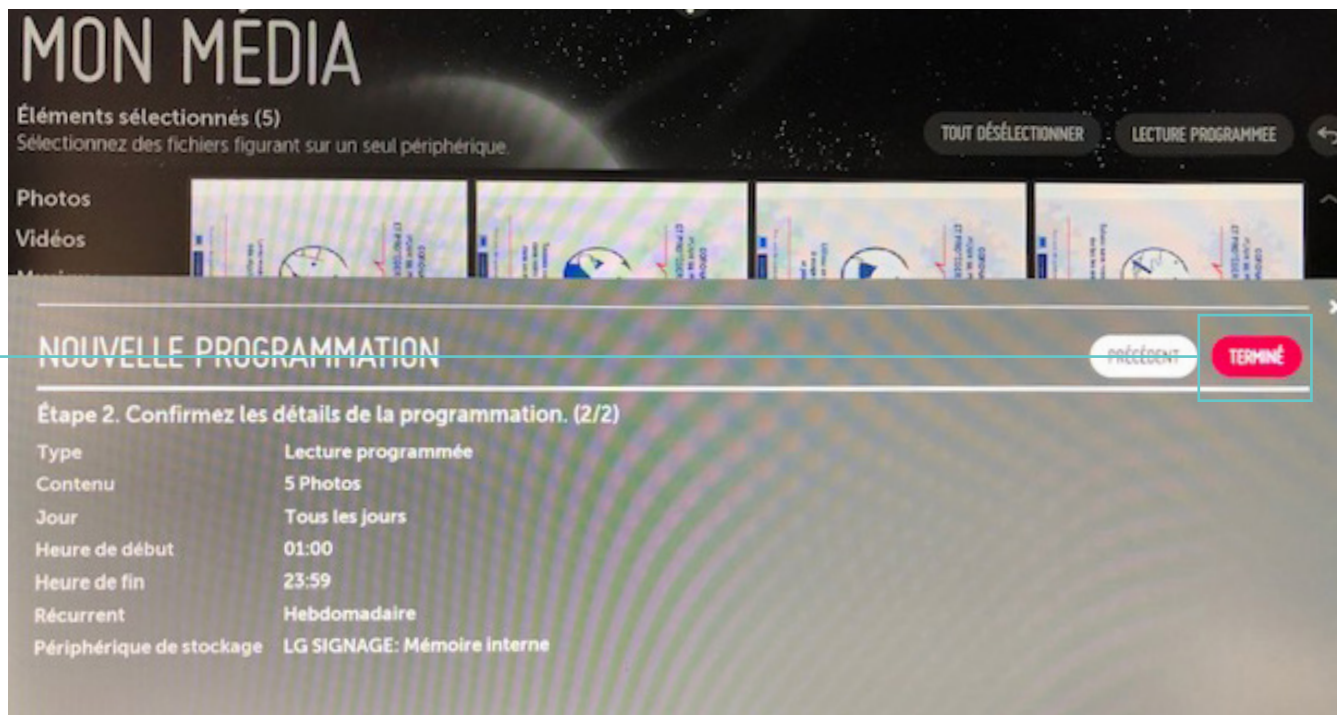 MON MÉDIA
Éléments sélectionnés (5)
Sélectionnez des fichiers figurant sur un seul périphérique.
TOUT DÉSÉLECTIONNER
LECTURE PROGRAMMEE
Photos
Vidéos
NOUVELLE PROGRAMMATION
PRÉCÉDENT
TERMINÉ
Étape 2. Confirmez les détails de la programmation. (2/2)
Type Lecture programmée
Contenu 5 Photos
Jour Tous les jours
Heure de début 01:00
Heure de fin 23:59
Récurrent Hebdomadaire
Périphérique de stockage LG SIGNAGE: Mémoire interne